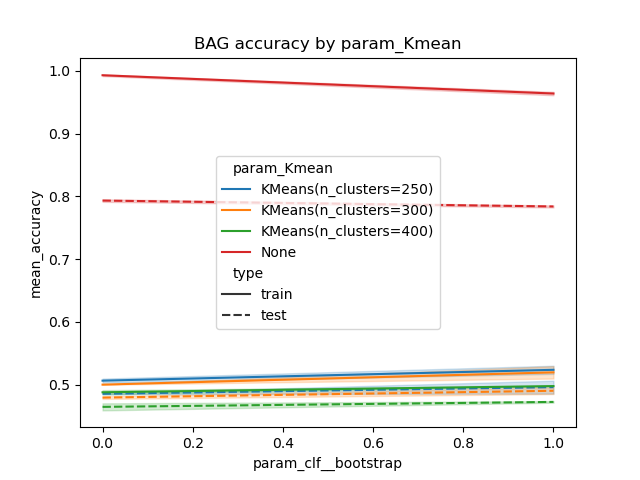 BAG accuracy by param_Kmean
mean_accuracy
1.0
0.9
0.8
0.7
0.6
0.5
param_Kmean
KMeans(n_clusters=250)
KMeans(n_clusters=300)
KMeans(n_clusters=400)
None
type
train
test
0.0 0.2 0.4 0.6 0.8 1.0
param_clf__bootstrap